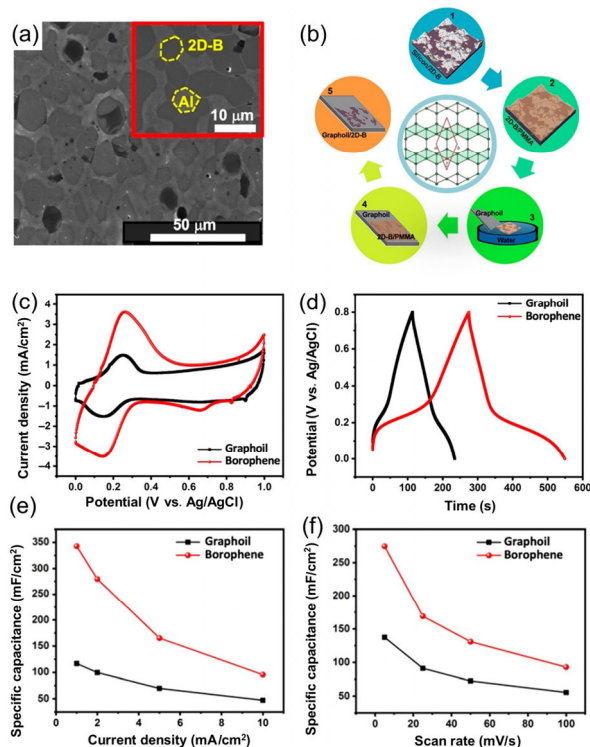 (a)
2D-B
Al
10 μm
50 μm
(b)
1
Silicon/2D-B
2
2D-B/PMMA
3
Graphoil
Water
4
Graphoil
2D-B/PMMA
5
Graphoil/2D-B
(c)
Current density (mA/cm²)
4
3
2
1
0
−1
−2
−3
−4
Graphoil
Borophene
0.0 0.2 0.4 0.6 0.8 1.0
Potential (V vs. Ag/AgCl)
(d)
Potential (V vs. Ag/AgCl)
0.8
0.6
0.4
0.2
0.0
Graphoil
Borophene
0 100 200 300 400 500 600
Time (s)
(e)
Specific capacitance (mF/cm²)
350
300
250
200
150
100
50
Graphoil
Borophene
0 2 4 6 8 10
Current density (mA/cm²)
(f)
Specific capacitance (mF/cm²)
300
250
200
150
100
50
Graphoil
Borophene
0 20 40 60 80 100
Scan rate (mV/s)